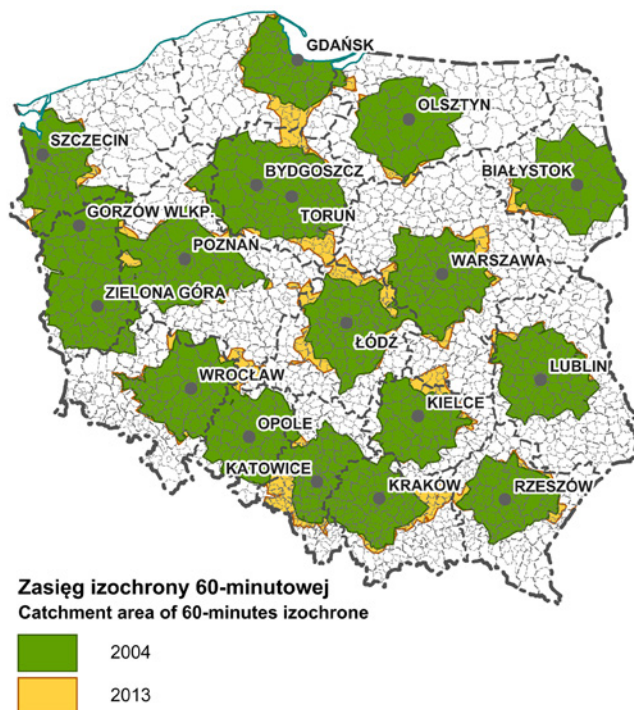 GDAŃSK
OLSZTYN
SZCZECIN
BYDGOSZCZ
BIAŁYSTOK
GORZÓW WLKP.
TORUŃ
POZNAŃ
WARSZAWA
ZIELONA GÓRA
ŁÓDŹ
LUBLIN
WROCŁAW
KIELCE
OPOLE
KATOWICE
KRAKÓW
RZESZÓW
Zasięg izochrony 60-minutowej
Catchment area of 60-minutes izochrone
2004
2013